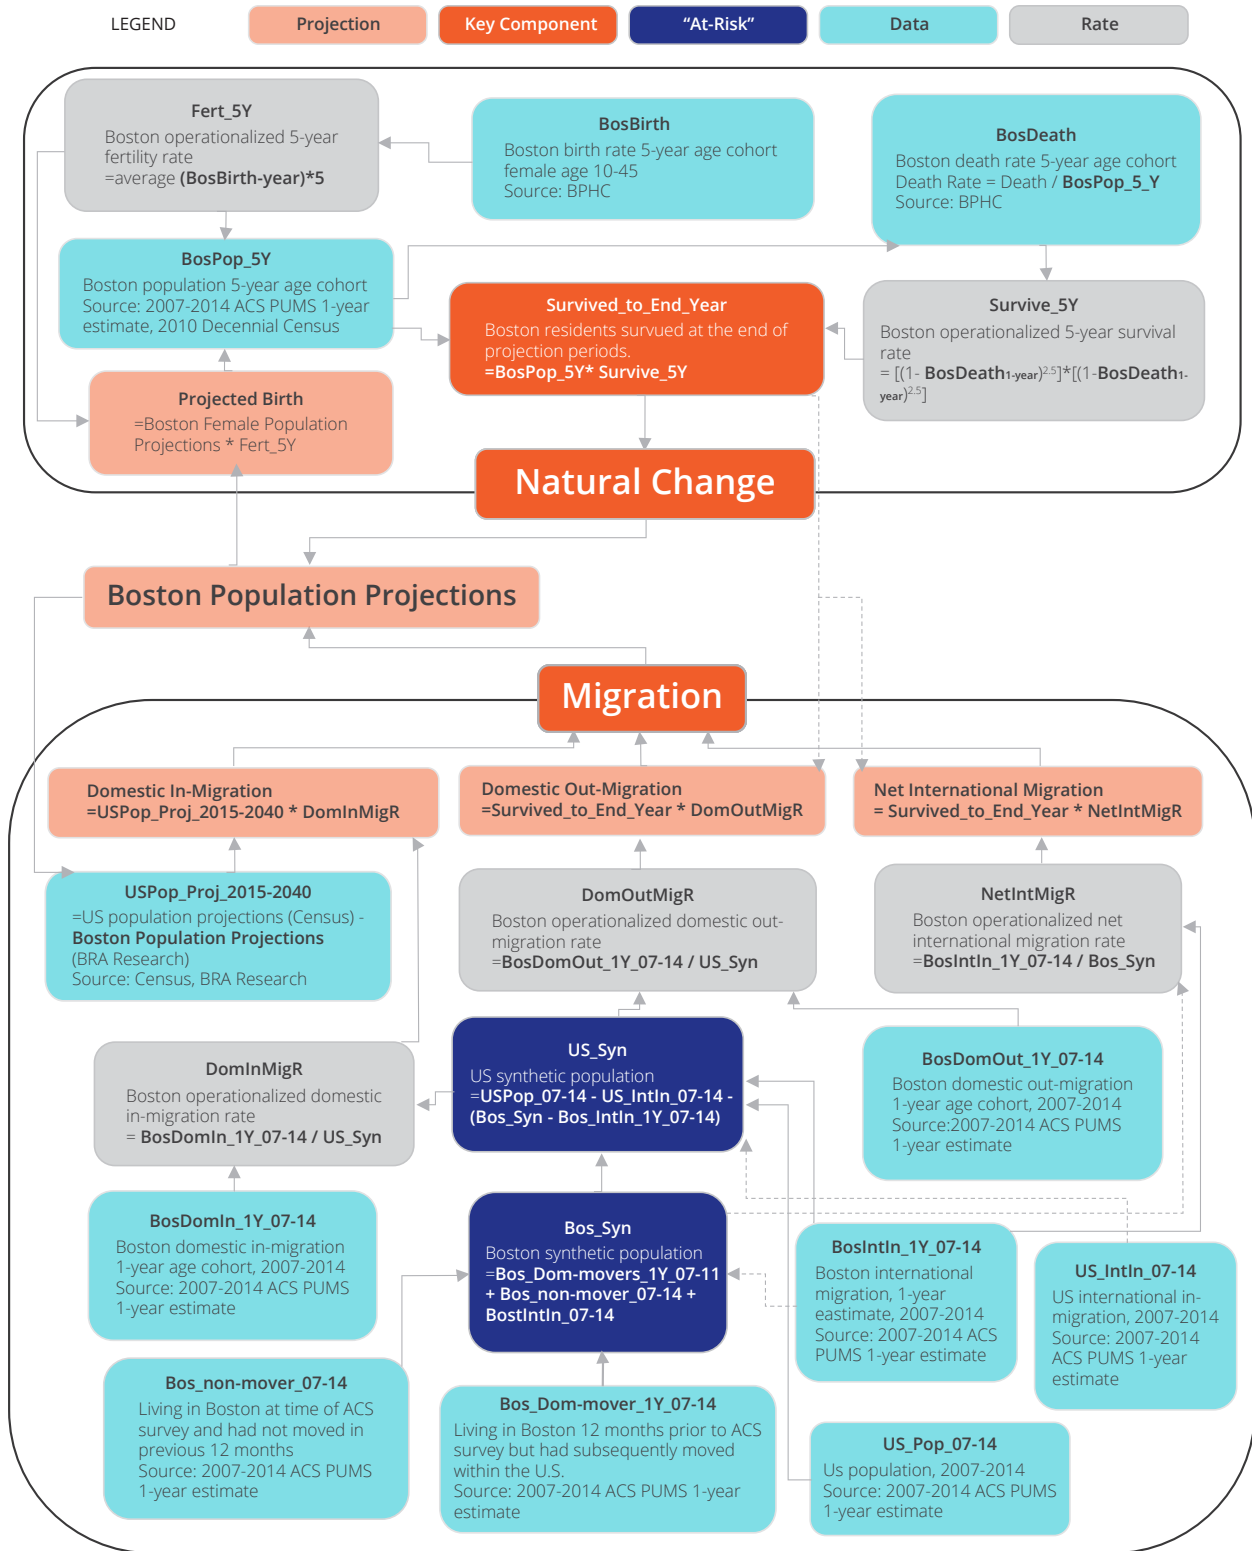 LEGEND
Projection
Key Component
“At-Risk”
Data
Rate
Fert_5Y
Boston operationalized 5-year
fertility rate
=average (BosBirth-year)*5
BosBirth
Boston birth rate 5-year age cohort
female age 10-45
Source: BPHC
BosDeath
Boston death rate 5-year age cohort
Death Rate = Death / BosPop_5_Y
Source: BPHC
BosPop_5Y
Boston population 5-year age cohort
Source: 2007-2014 ACS PUMS 1-year
estimate, 2010 Decennial Census
Survived_to_End_Year
Boston residents survued at the end of
projection periods.
=BosPop_5Y* Survive_5Y
Survive_5Y
Boston operationalized 5-year survival
rate
= [(1- BosDeath1-year)2.5]*[(1-BosDeath1-
year)2.5]
Projected Birth
=Boston Female Population
Projections * Fert_5Y
Natural Change
Boston Population Projections
Migration
Domestic In-Migration
=USPop_Proj_2015-2040 * DomInMigR
Domestic Out-Migration
=Survived_to_End_Year * DomOutMigR
Net International Migration
= Survived_to_End_Year * NetIntMigR
USPop_Proj_2015-2040
=US population projections (Census) -
Boston Population Projections
(BRA Research)
Source: Census, BRA Research
DomOutMigR
Boston operationalized domestic out-
migration rate
=BosDomOut_1Y_07-14 / US_Syn
NetIntMigR
Boston operationalized net
international migration rate
=BosIntIn_1Y_07-14 / Bos_Syn
DomInMigR
Boston operationalized domestic
in-migration rate
= BosDomIn_1Y_07-14 / US_Syn
US_Syn
US synthetic population
=USPop_07-14 - US_IntIn_07-14 -
(Bos_Syn - Bos_IntIn_1Y_07-14)
BosDomOut_1Y_07-14
Boston domestic out-migration
1-year age cohort, 2007-2014
Source:2007-2014 ACS PUMS
1-year estimate
BosDomIn_1Y_07-14
Boston domestic in-migration
1-year age cohort, 2007-2014
Source: 2007-2014 ACS PUMS
1-year estimate
Bos_Syn
Boston synthetic population
=Bos_Dom-movers_1Y_07-11
+ Bos_non-mover_07-14 +
BostIntIn_07-14
BosIntIn_1Y_07-14
Boston international
migration, 1-year
eastimate, 2007-2014
Source: 2007-2014 ACS
PUMS 1-year estimate
US_IntIn_07-14
US international in-
migration, 2007-2014
Source: 2007-2014
ACS PUMS 1-year
estimate
Bos_non-mover_07-14
Living in Boston at time of ACS
survey and had not moved in
previous 12 months
Source: 2007-2014 ACS PUMS
1-year estimate
Bos_Dom-mover_1Y_07-14
Living in Boston 12 months prior to ACS
survey but had subsequently moved
within the U.S.
Source: 2007-2014 ACS PUMS 1-year
estimate
US_Pop_07-14
Us population, 2007-2014
Source: 2007-2014 ACS PUMS
1-year estimate